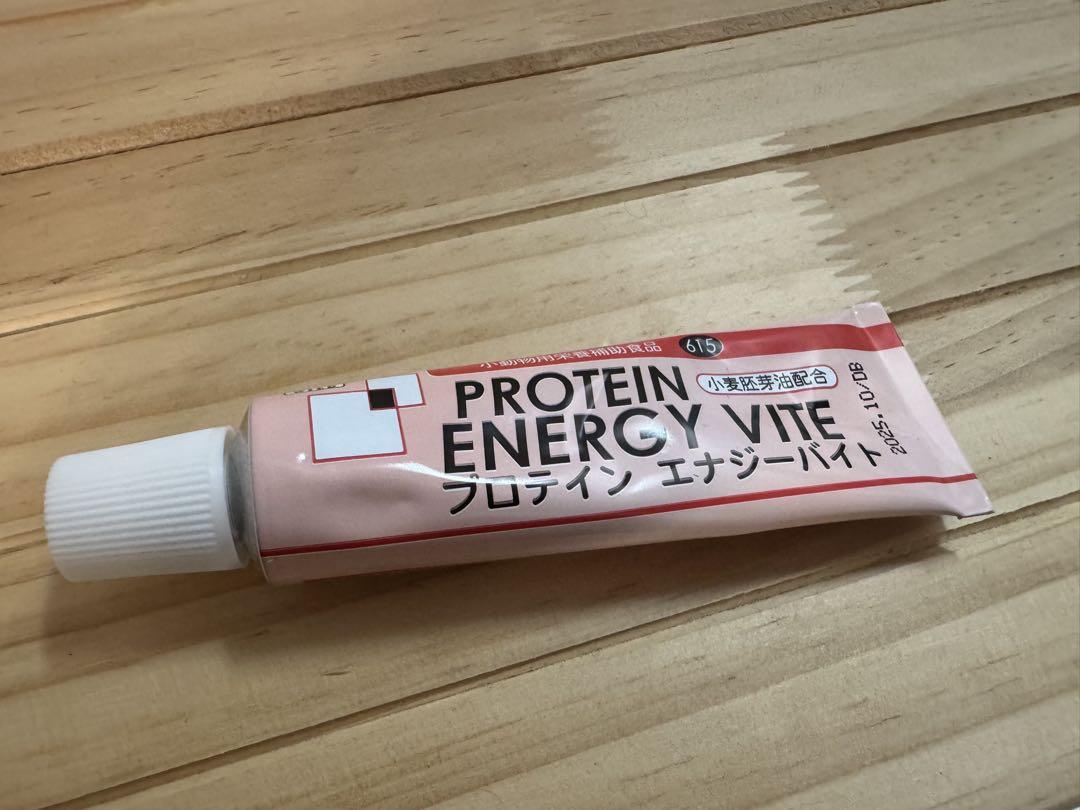 小動物用栄養補助食品
615
PROTEIN
小麦胚芽油配合
ENERGY VITE
プロテイン エナジーバイト
2025.10/DB